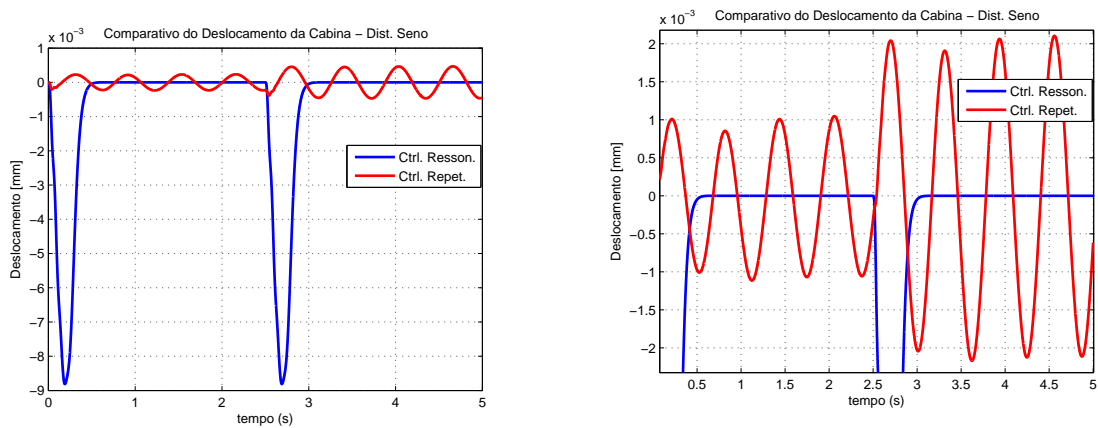 x 10⁻³
Comparativo do Deslocamento da Cabina − Dist. Seno
1
0
−1
−2
−3
−4
−5
−6
−7
−8
−9
Deslocamento [mm]
Ctrl. Resson.
Ctrl. Repet.
0 1 2 3 4 5
tempo (s)
x 10⁻³
Comparativo do Deslocamento da Cabina − Dist. Seno
2
1.5
1
0.5
0
−0.5
−1
−1.5
−2
Deslocamento [mm]
Ctrl. Resson.
Ctrl. Repet.
0.5 1 1.5 2 2.5 3 3.5 4 4.5 5
tempo (s)